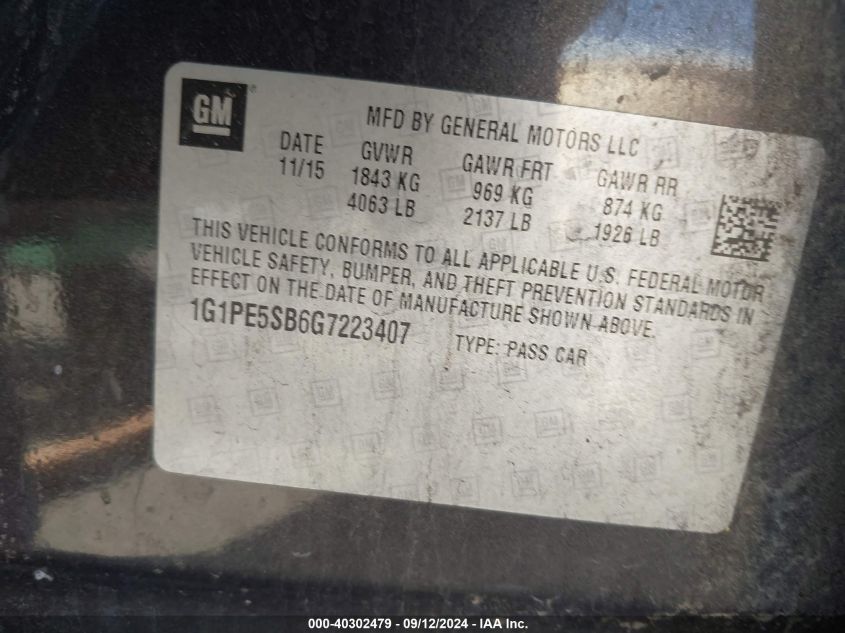 GM
MFD BY GENERAL MOTORS LLC
DATE GVWR GAWR FRT GAWR RR
11/15 1843 KG 969 KG 874 KG
4063 LB 2137 LB 1926 LB
THIS VEHICLE CONFORMS TO ALL APPLICABLE U.S. FEDERAL MOTOR
VEHICLE SAFETY, BUMPER, AND THEFT PREVENTION STANDARDS IN
EFFECT ON THE DATE OF MANUFACTURE SHOWN ABOVE.
1G1PE5SB6G7223407 TYPE: PASS CAR
000-40302479 - 09/12/2024 - IAA Inc.